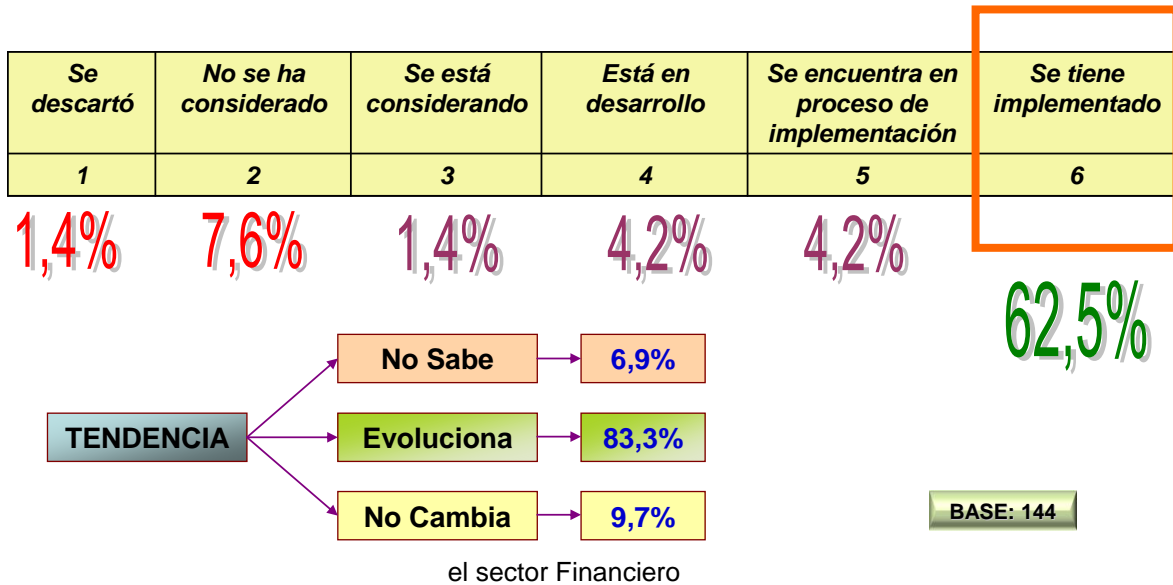 Se
descartó
No se ha
considerado
Se está
considerando
Está en
desarrollo
Se encuentra en
proceso de
implementación
Se tiene
implementado
1
2
3
4
5
6
1,4%
7,6%
1,4%
4,2%
4,2%
62,5%
No Sabe
6,9%
TENDENCIA
Evoluciona
83,3%
No Cambia
9,7%
BASE: 144
el sector Financiero